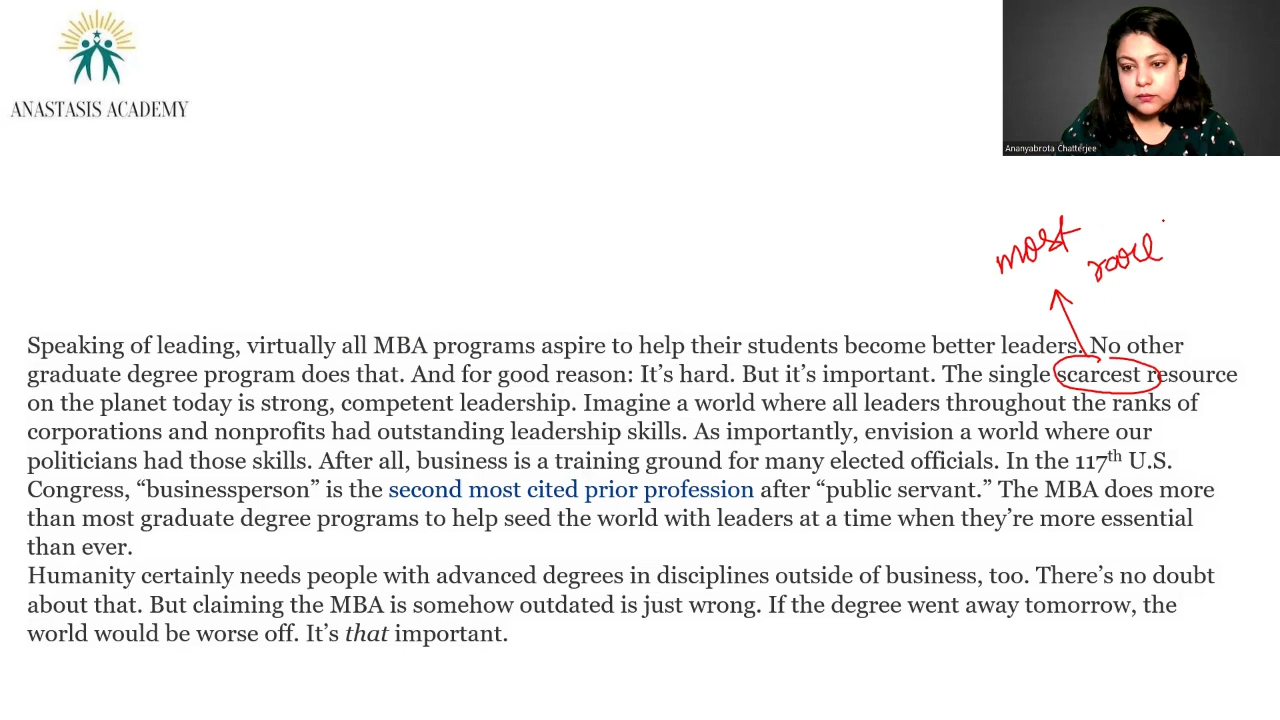 ANASTASIS ACADEMY
Ananyabrota Chatterjee
most rare
Speaking of leading, virtually all MBA programs aspire to help their students become better leaders. No other
graduate degree program does that. And for good reason: It’s hard. But it’s important. The single scarcest resource
on the planet today is strong, competent leadership. Imagine a world where all leaders throughout the ranks of
corporations and nonprofits had outstanding leadership skills. As importantly, envision a world where our
politicians had those skills. After all, business is a training ground for many elected officials. In the 117th U.S.
Congress, “businessperson” is the second most cited prior profession after “public servant.” The MBA does more
than most graduate degree programs to help seed the world with leaders at a time when they’re more essential
than ever.
Humanity certainly needs people with advanced degrees in disciplines outside of business, too. There’s no doubt
about that. But claiming the MBA is somehow outdated is just wrong. If the degree went away tomorrow, the
world would be worse off. It’s that important.